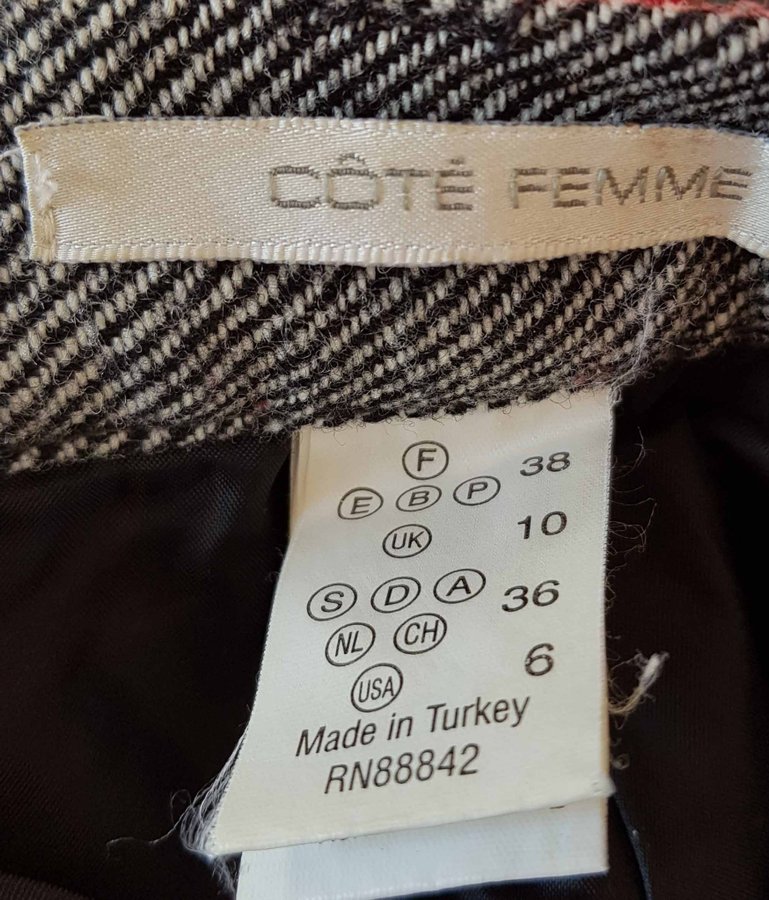 CÔTÉ FEMME
F 38
E B P
UK 10
S D A 36
NL CH
USA 6
Made in Turkey
RN88842